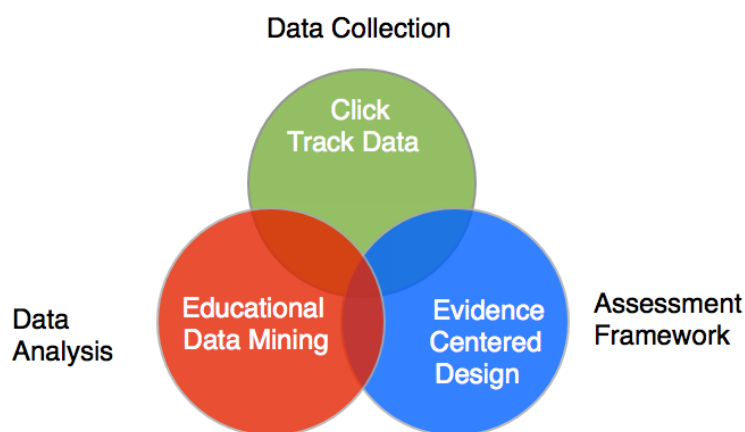 Data Collection
Click
Track Data
Educational
Data Mining
Evidence
Centered
Design
Data
Analysis
Assessment
Framework